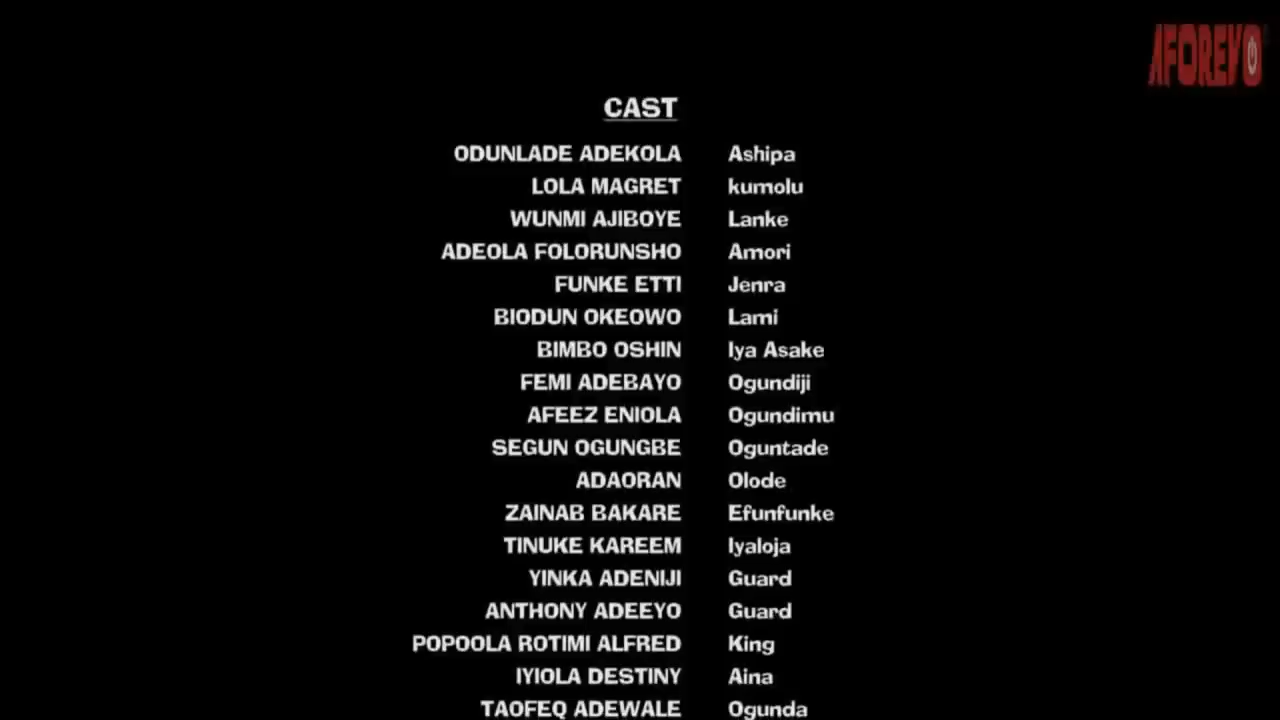 AFOREVO
CAST
ODUNLADE ADEKOLA Ashipa
LOLA MAGRET kumolu
WUNMI AJIBOYE Lanke
ADEOLA FOLORUNSHO Amori
FUNKE ETTI Jenra
BIODUN OKEOWO Lami
BIMBO OSHIN Iya Asake
FEMI ADEBAYO Ogundiji
AFEEZ ENIOLA Ogundimu
SEGUN OGUNGBE Oguntade
ADAORAN Olode
ZAINAB BAKARE Efunfunke
TINUKE KAREEM Iyaloja
YINKA ADENIJI Guard
ANTHONY ADEEYO Guard
POPOOLA ROTIMI ALFRED King
IYIOLA DESTINY Aina
TAOFEQ ADEWALE Ogunda